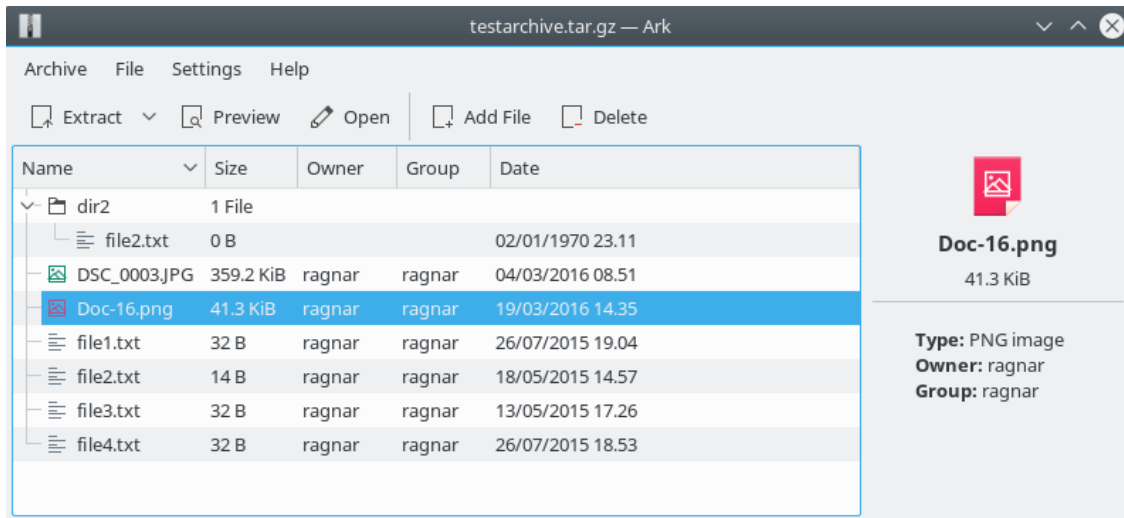 testarchive.tar.gz — Ark
Archive File Settings Help
Extract Preview Open Add File Delete
Name Size Owner Group Date
dir2 1 File
file2.txt 0 B 02/01/1970 23.11
DSC_0003.JPG 359.2 KiB ragnar ragnar 04/03/2016 08.51
Doc-16.png 41.3 KiB ragnar ragnar 19/03/2016 14.35
file1.txt 32 B ragnar ragnar 26/07/2015 19.04
file2.txt 14 B ragnar ragnar 18/05/2015 14.57
file3.txt 32 B ragnar ragnar 13/05/2015 17.26
file4.txt 32 B ragnar ragnar 26/07/2015 18.53
Doc-16.png
41.3 KiB
Type: PNG image
Owner: ragnar
Group: ragnar